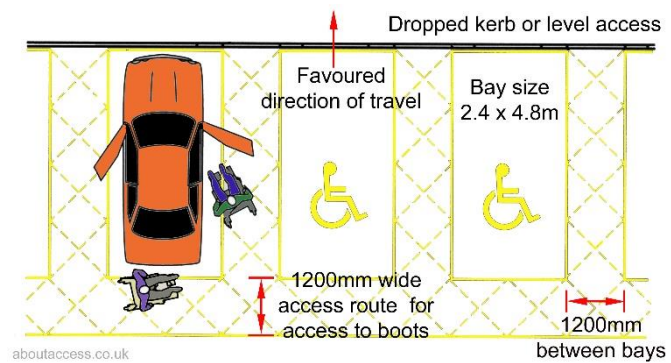 Dropped kerb or level access
Favoured
direction of travel
Bay size
2.4 x 4.8m
1200mm wide
access route for
access to boots
1200mm
between bays
aboutaccess.co.uk